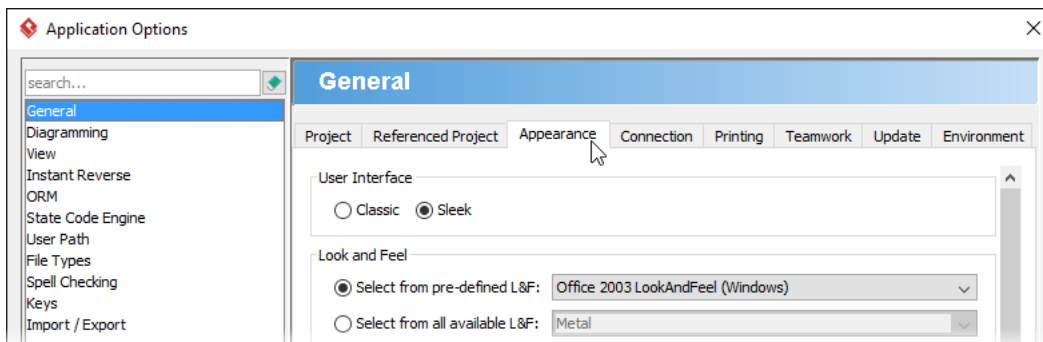 Application Options
search...
General
Diagramming
View
Instant Reverse
ORM
State Code Engine
User Path
File Types
Spell Checking
Keys
Import / Export
General
Project Referenced Project Appearance Connection Printing Teamwork Update Environment
User Interface
Classic Sleek
Look and Feel
Select from pre-defined L&F: Office 2003 LookAndFeel (Windows)
Select from all available L&F: Metal